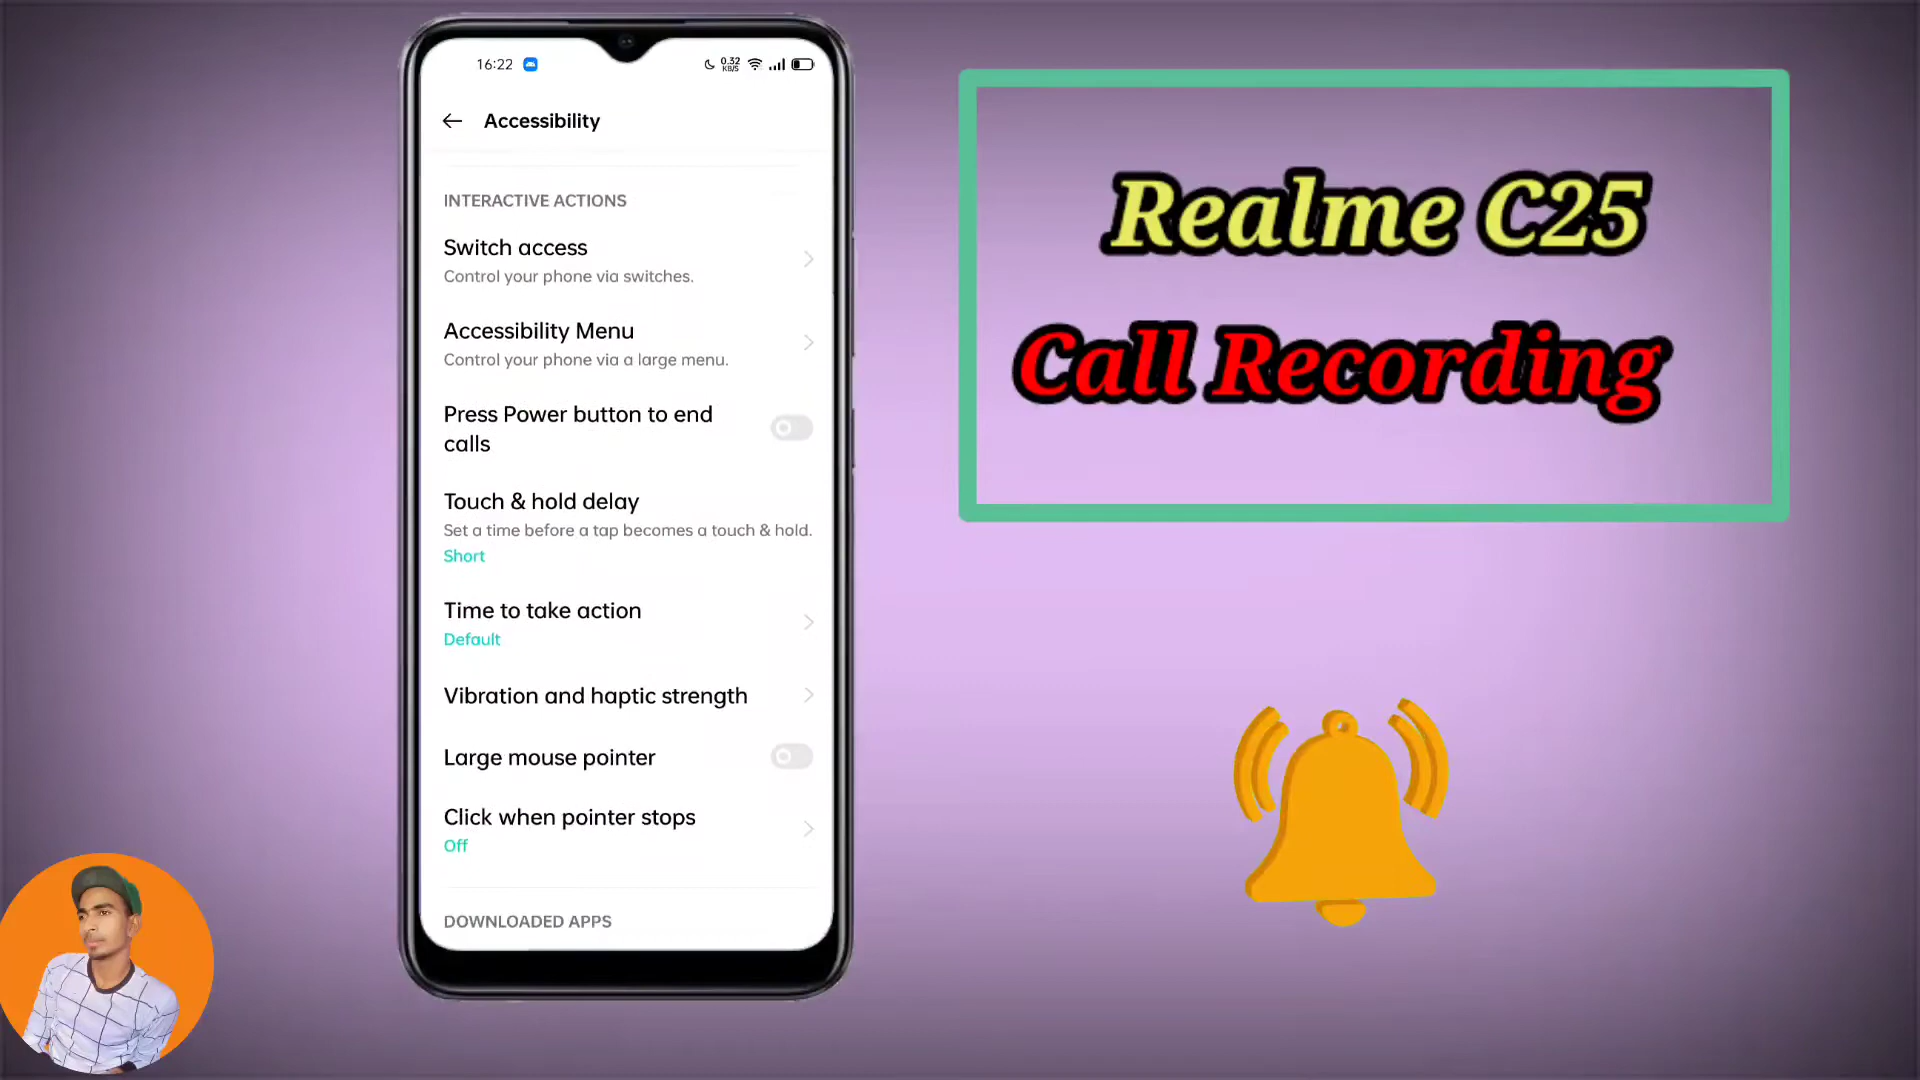 16:22
0.32
KB/S
Accessibility
INTERACTIVE ACTIONS
Switch access
Control your phone via switches.
Accessibility Menu
Control your phone via a large menu.
Press Power button to end
calls
Touch & hold delay
Set a time before a tap becomes a touch & hold.
Short
Time to take action
Default
Vibration and haptic strength
Large mouse pointer
Click when pointer stops
Off
DOWNLOADED APPS
Realme C25
Call Recording